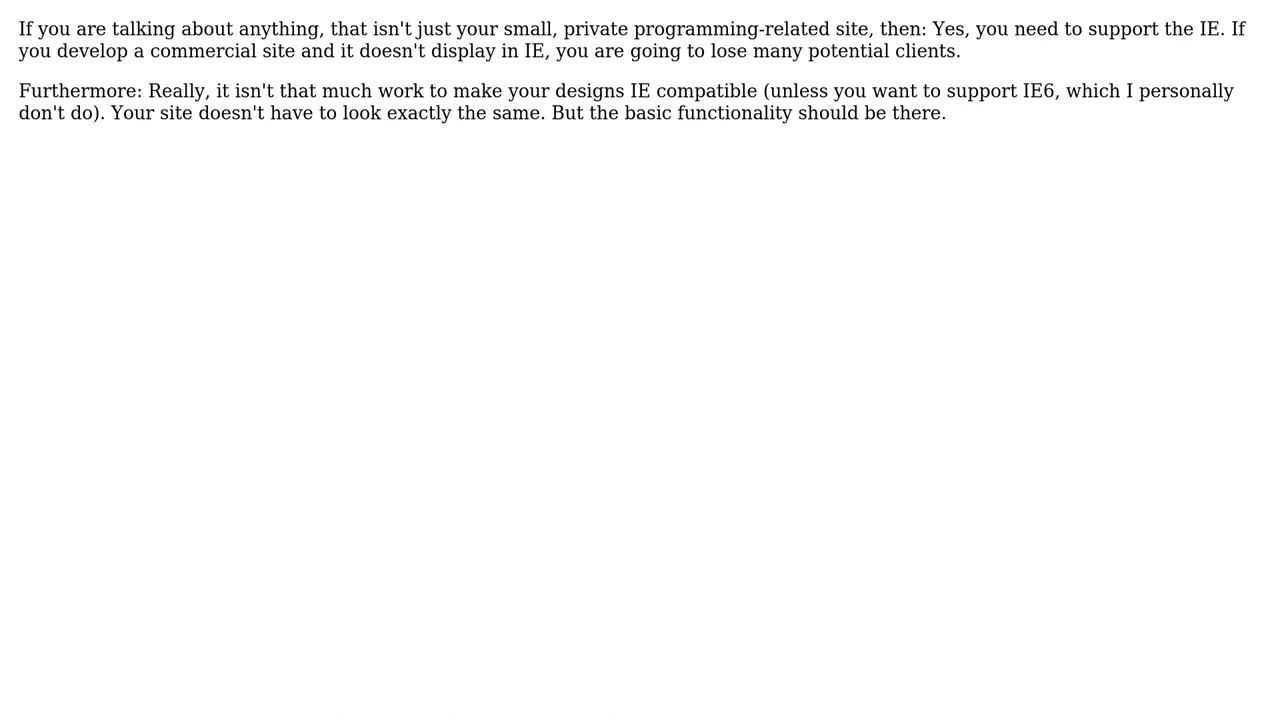 If you are talking about anything, that isn't just your small, private programming-related site, then: Yes, you need to support the IE. If
you develop a commercial site and it doesn't display in IE, you are going to lose many potential clients.
Furthermore: Really, it isn't that much work to make your designs IE compatible (unless you want to support IE6, which I personally
don't do). Your site doesn't have to look exactly the same. But the basic functionality should be there.